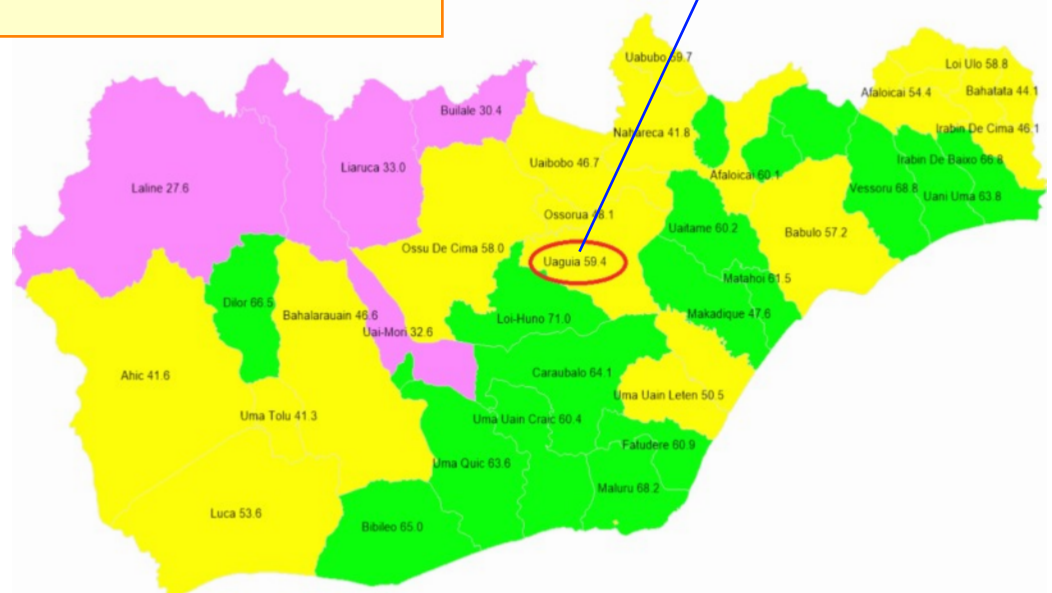 Uabubo 69.7
Loi Ulo 58.8
Afaloicai 54.4
Bahatata 44.1
Builale 30.4
Nahareca 41.8
Irabin De Cima 46.1
Liaruca 33.0
Uaibobo 46.7
Irabin De Baixo 66.8
Afaloicai 60.1
Laline 27.6
Vessoru 68.8
Uani Uma 63.8
Ossorua 48.1
Uaitame 60.2
Babulo 57.2
Ossu De Cima 58.0
Uaguia 59.4
Matahoi 61.5
Dilor 66.5
Bahalarauain 46.6
Loi-Huno 71.0
Makadique 47.6
Uai-Mori 32.6
Ahic 41.6
Caraubalo 64.1
Uma Uain Leten 50.5
Uma Tolu 41.3
Uma Uain Craic 60.4
Fatudere 60.9
Uma Quic 63.6
Maluru 68.2
Luca 53.6
Bibileo 65.0